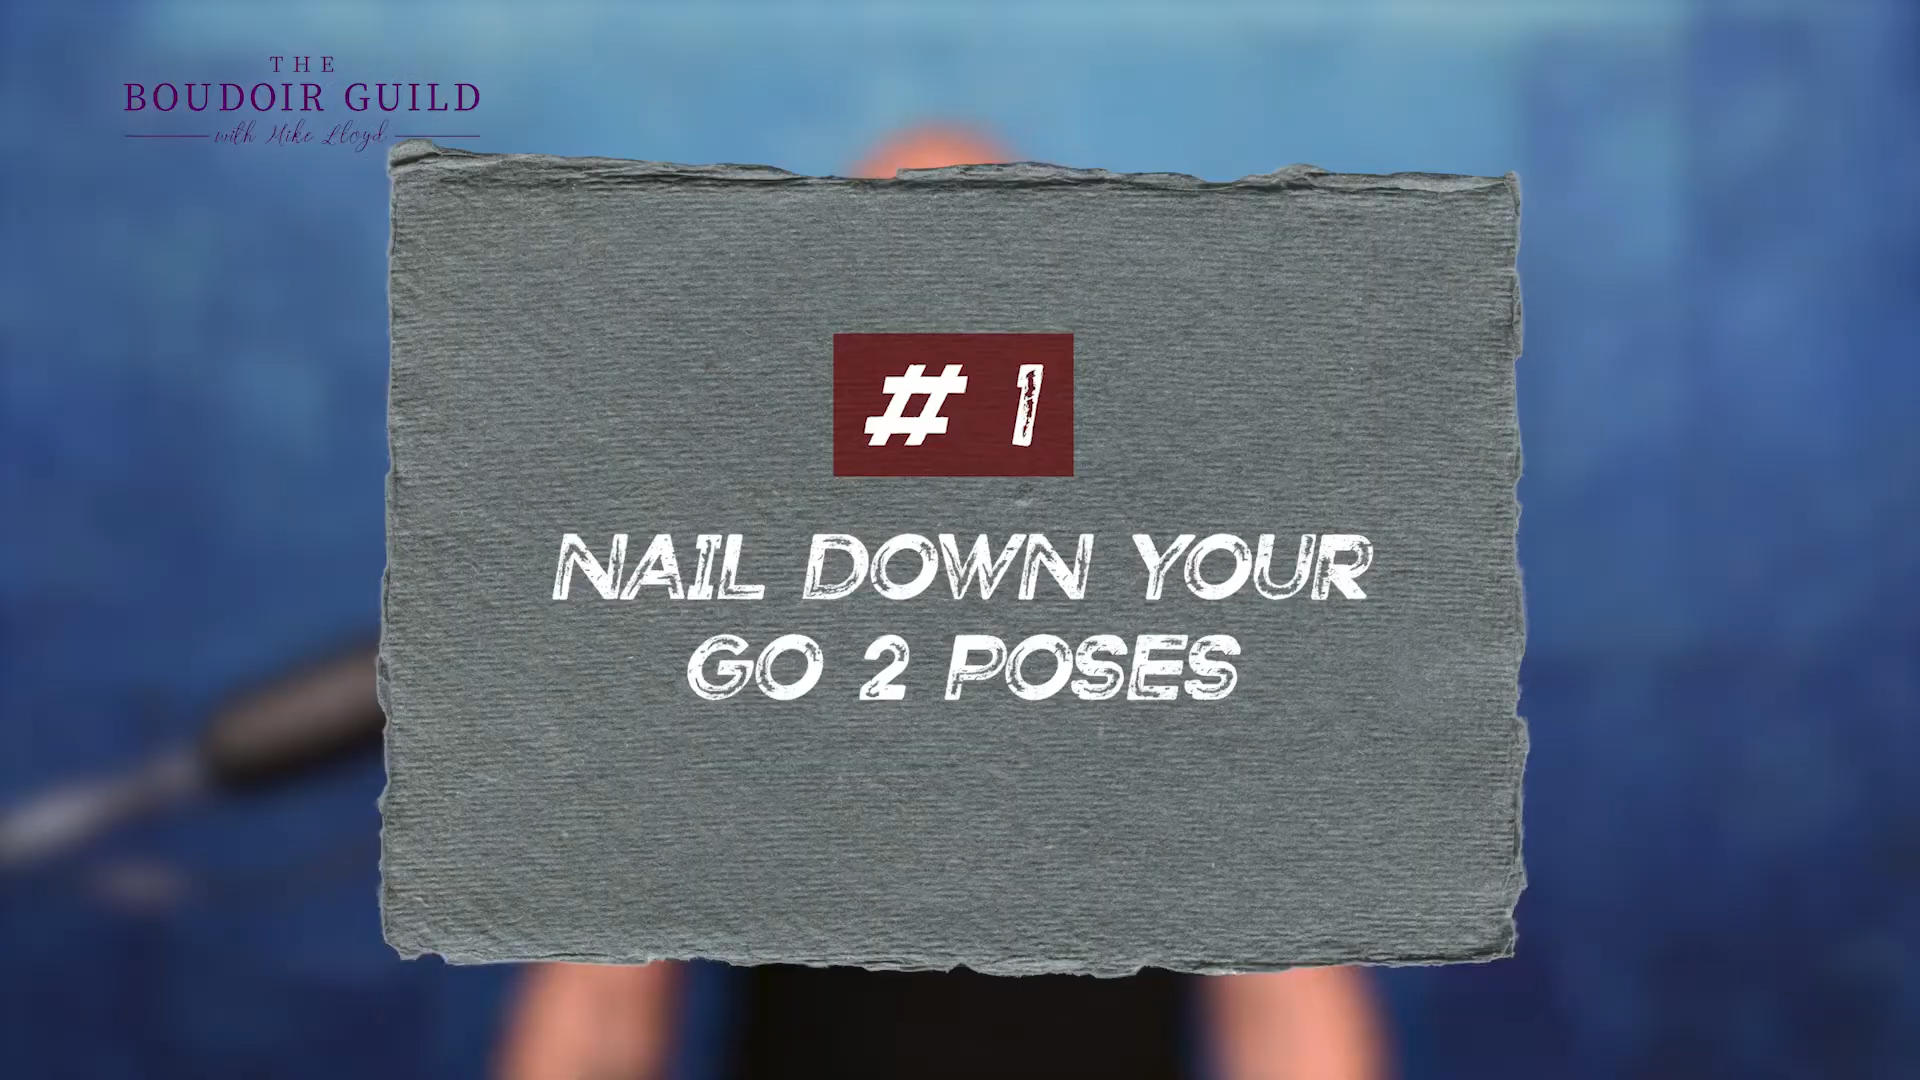 THE
BOUDOIR GUILD
with Mike Lloyd
# 1
NAIL DOWN YOUR
GO 2 POSES